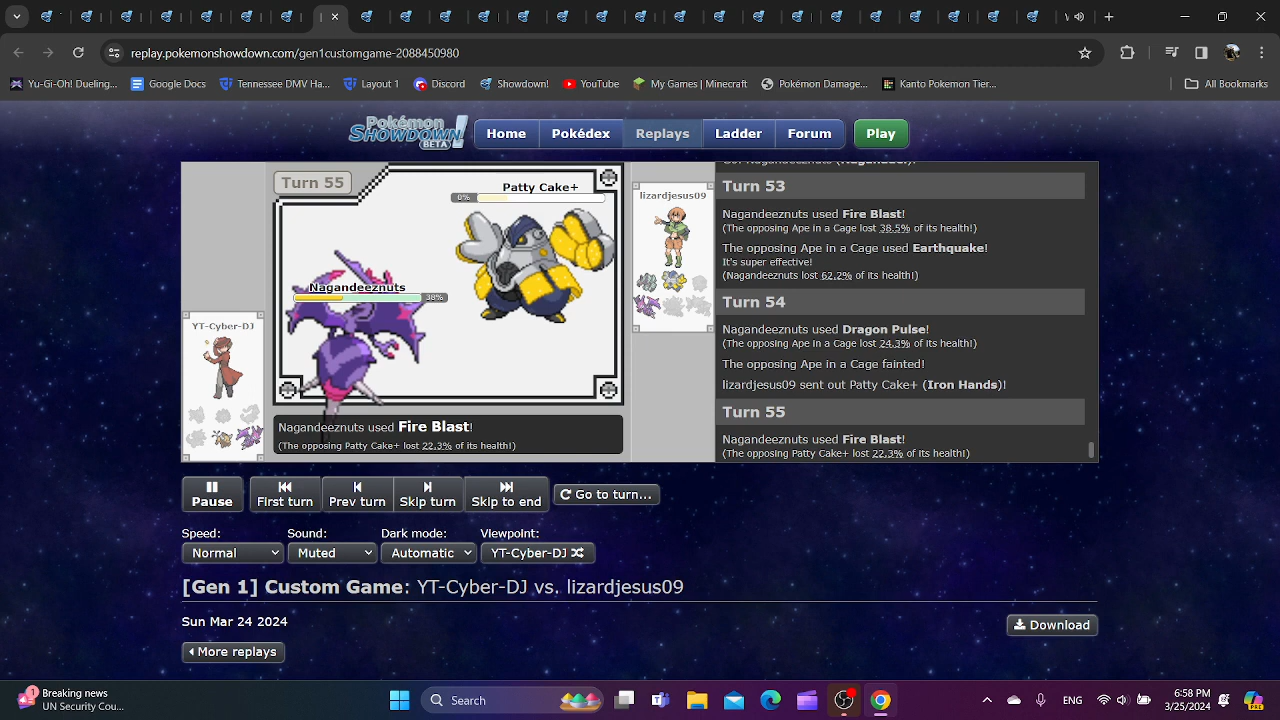 replay.pokemonshowdown.com/gen1customgame-2088450980
Yu-Gi-Oh! Dueling... Google Docs Tennessee DMV Ha... Layout 1 Discord Showdown! YouTube My Games | Minecraft Pokémon Damage... Kanto Pokémon Tier... All Bookmarks
Pokémon SHOWDOWN! BETA Home Pokédex Replays Ladder Forum Play
Turn 55
Patty Cake+
0%
Nagandeeznuts
38%
YT-Cyber-DJ
Nagandeeznuts used Fire Blast!
(The opposing Patty Cake+ lost 22.3% of its health!)
lizardjesus09
Turn 53
Nagandeeznuts used Fire Blast!
(The opposing Ape in a Cage lost 38.5% of its health!)
The opposing Ape in a Cage used Earthquake!
It's super effective!
(Nagandeeznuts lost 62.2% of its health!)
Turn 54
Nagandeeznuts used Dragon Pulse!
(The opposing Ape in a Cage lost 24.3% of its health!)
The opposing Ape in a Cage fainted!
lizardjesus09 sent out Patty Cake+ (Iron Hands)!
Turn 55
Nagandeeznuts used Fire Blast!
(The opposing Patty Cake+ lost 22.3% of its health!)
Pause First turn Prev turn Skip turn Skip to end Go to turn...
Speed: Sound: Dark mode: Viewpoint:
Normal Muted Automatic YT-Cyber-DJ
[Gen 1] Custom Game: YT-Cyber-DJ vs. lizardjesus09
Sun Mar 24 2024
Download
More replays
1
Breaking news
UN Security Cou...
Search
ENG
6:58 PM
3/25/2024
PRE